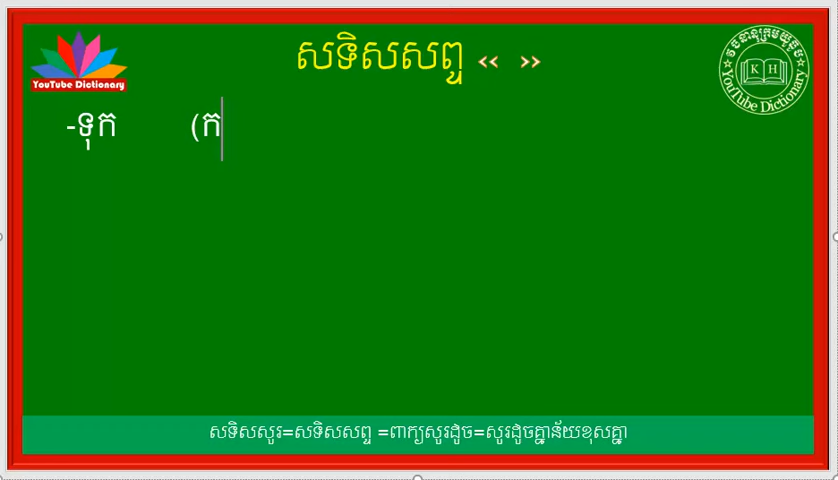 សទិសសព្ទ « »
YouTube Dictionary
-ទុក (ក
K H
YouTube Dictionary
សទិសសូរ=សទិសសព្ទ =ពាក្យសូរដូច=សូរដូចគ្នាន័យខុសគ្នា